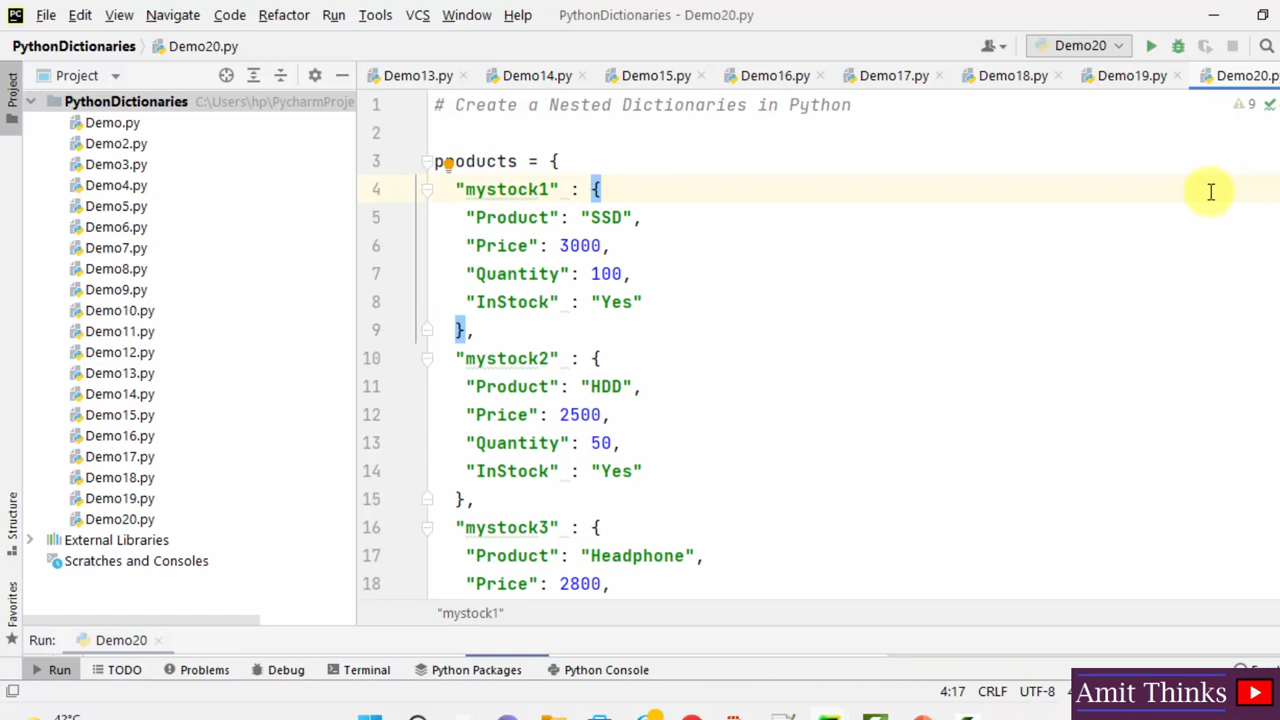 File Edit View Navigate Code Refactor Run Tools VCS Window Help PythonDictionaries - Demo20.py
PythonDictionaries Demo20.py Demo20
Project Project Demo13.py Demo14.py Demo15.py Demo16.py Demo17.py Demo18.py Demo19.py Demo20.py
PythonDictionaries C:\Users\hp\PycharmProje
Demo.py
Demo2.py
Demo3.py
Demo4.py
Demo5.py
Demo6.py
Demo7.py
Demo8.py
Demo9.py
Demo10.py
Demo11.py
Demo12.py
Demo13.py
Demo14.py
Demo15.py
Demo16.py
Demo17.py
Demo18.py
Demo19.py
Demo20.py
External Libraries
Scratches and Consoles
Structure
Favorites
1 # Create a Nested Dictionaries in Python 9
2
3 products = {
4 "mystock1" : {
5 "Product": "SSD",
6 "Price": 3000,
7 "Quantity": 100,
8 "InStock" : "Yes"
9 },
10 "mystock2" : {
11 "Product": "HDD",
12 "Price": 2500,
13 "Quantity": 50,
14 "InStock" : "Yes"
15 },
16 "mystock3" : {
17 "Product": "Headphone",
18 "Price": 2800,
"mystock1"
Run: Demo20
Run TODO Problems Debug Terminal Python Packages Python Console
4:17 CRLF UTF-8
Amit Thinks